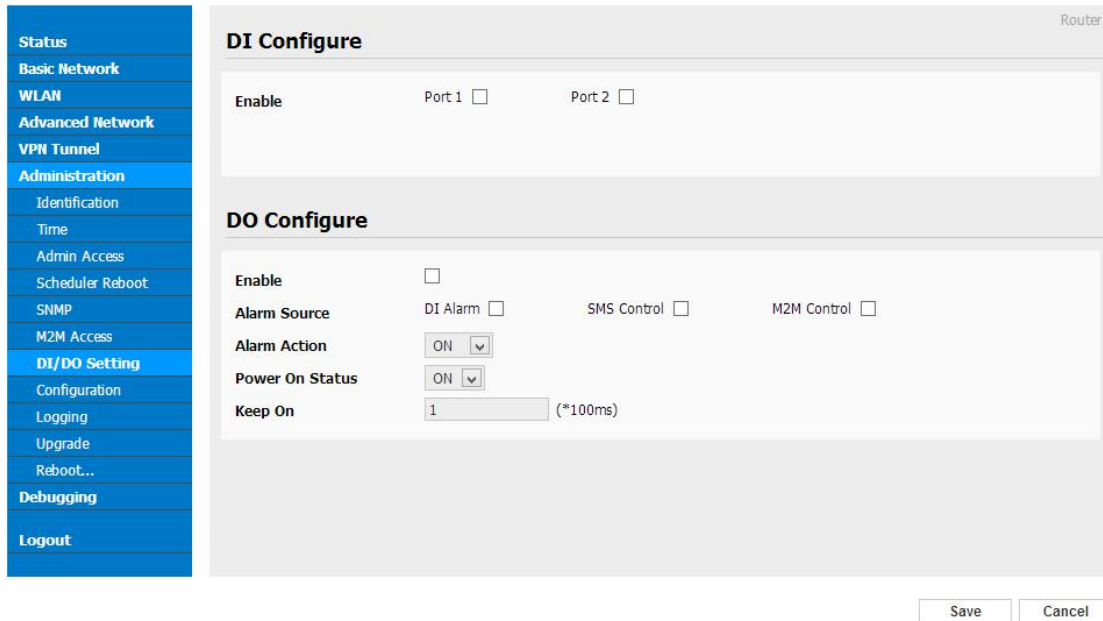 Router
Status
Basic Network
WLAN
Advanced Network
VPN Tunnel
Administration
Identification
Time
Admin Access
Scheduler Reboot
SNMP
M2M Access
DI/DO Setting
Configuration
Logging
Upgrade
Reboot...
Debugging
Logout
DI Configure
Enable Port 1 Port 2
DO Configure
Enable
Alarm Source DI Alarm SMS Control M2M Control
Alarm Action ON
Power On Status ON
Keep On 1 (*100ms)
Save Cancel